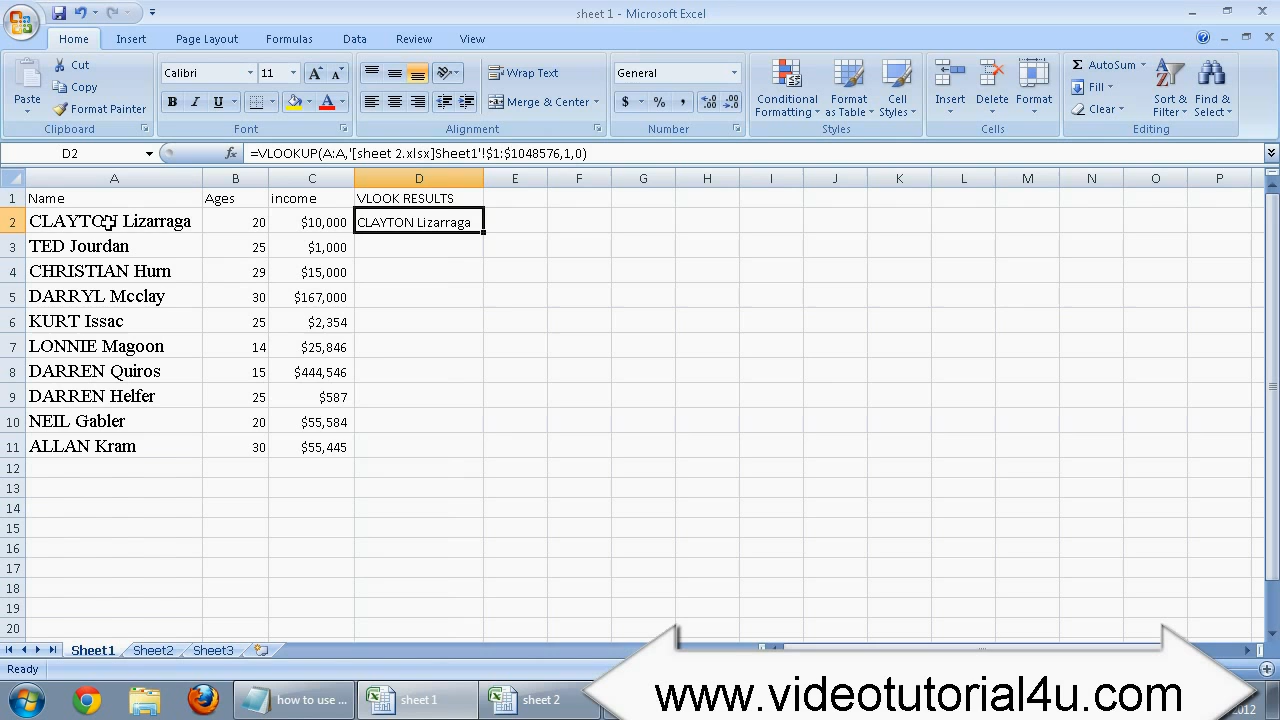 sheet 1 - Microsoft Excel
Home Insert Page Layout Formulas Data Review View
Paste Cut Copy Format Painter Clipboard
Calibri 11 B I U A Font
Wrap Text Merge & Center Alignment
General $ % , Number
Conditional Formatting Format as Table Cell Styles Styles
Insert Delete Format Cells
Σ AutoSum Fill Clear Sort & Filter Find & Select Editing
D2 fx =VLOOKUP(A:A,'[sheet 2.xlsx]Sheet1'!$1:$1048576,1,0)
A B C D E F G H I J K L M N O P
1 Name Ages income VLOOK RESULTS
2 CLAYTON Lizarraga 20 $10,000 CLAYTON Lizarraga
3 TED Jourdan 25 $1,000
4 CHRISTIAN Hurn 29 $15,000
5 DARRYL Mcclay 30 $167,000
6 KURT Issac 25 $2,354
7 LONNIE Magoon 14 $25,846
8 DARREN Quiros 15 $444,546
9 DARREN Helfer 25 $587
10 NEIL Gabler 20 $55,584
11 ALLAN Kram 30 $55,445
12
13
14
15
16
17
18
19
20
Sheet1 Sheet2 Sheet3
Ready
how to use ... sheet 1 sheet 2
www.videotutorial4u.com
2012